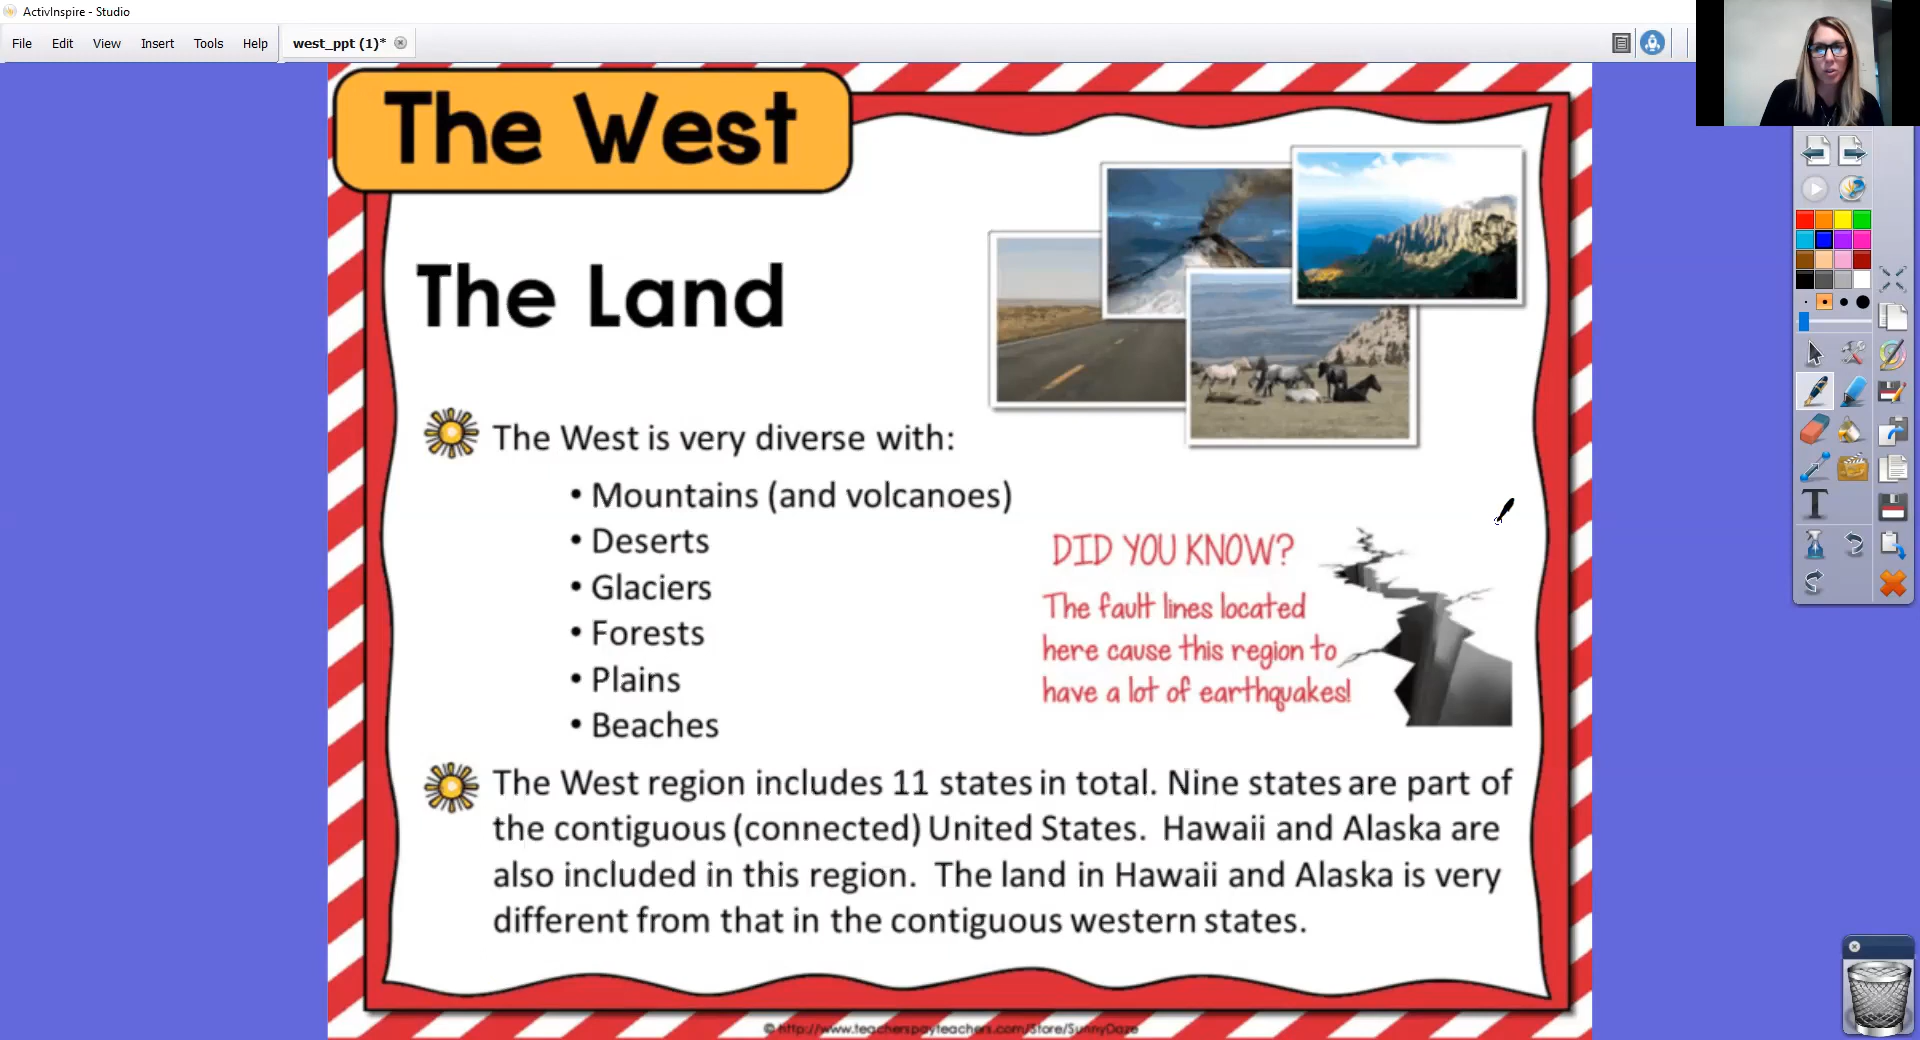 ActivInspire - Studio
File Edit View Insert Tools Help west_ppt (1)*
The West
The Land
The West is very diverse with:
• Mountains (and volcanoes)
• Deserts
• Glaciers
• Forests
• Plains
• Beaches
DID YOU KNOW?
The fault lines located
here cause this region to
have a lot of earthquakes!
The West region includes 11 states in total. Nine states are part of
the contiguous (connected) United States. Hawaii and Alaska are
also included in this region. The land in Hawaii and Alaska is very
different from that in the contiguous western states.
© http://www.teacherspayteachers.com/Store/SunnyDaze
T